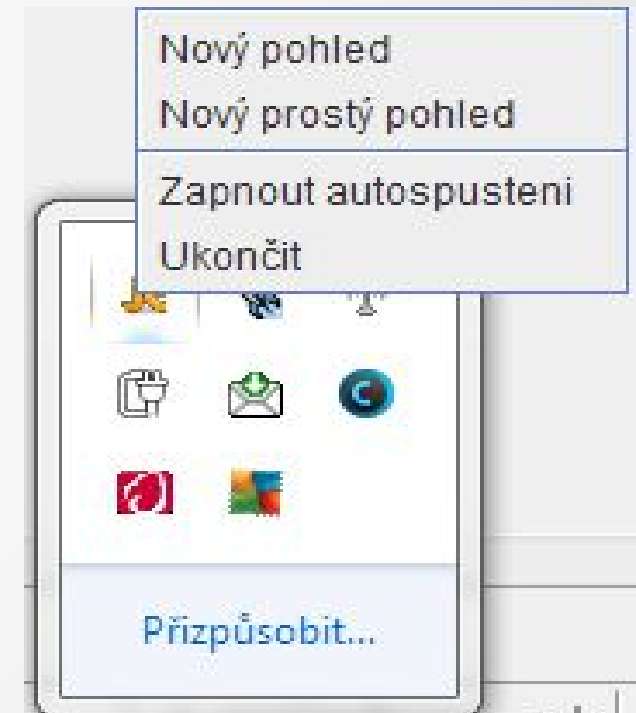 Nový pohled
Nový prostý pohled
Zapnout autospusteni
Ukončit
Přizpůsobit...